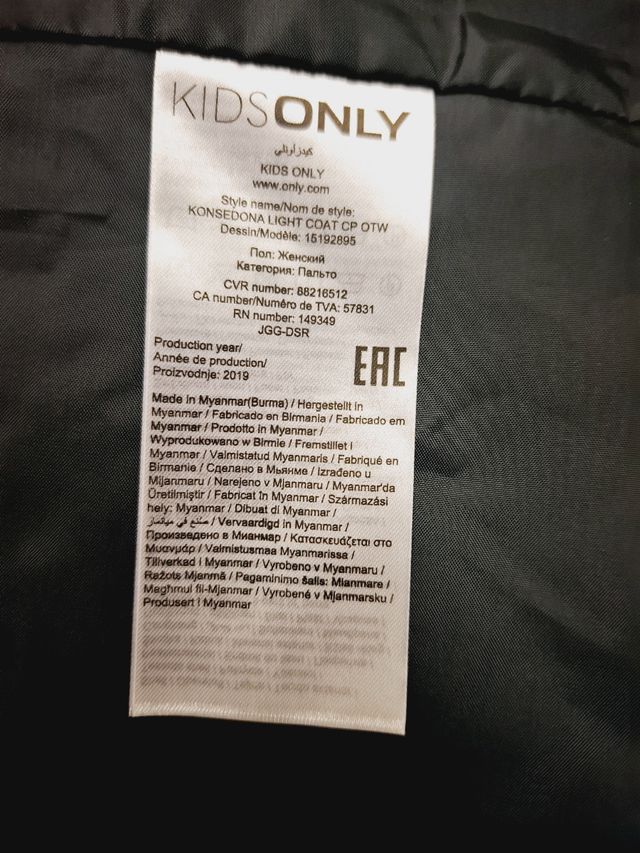 KIDSONLY
كيدز أونلي
KIDS ONLY
www.only.com
Style name/Nom de style:
KONSEDONA LIGHT COAT CP OTW
Dessin/Modèle: 15192895
Пол: Женский
Категория: Пальто
CVR number: 88216512
CA number/Numéro de TVA: 57831
RN number: 149349
JGG-DSR
Production year/
Année de production/
Proizvodnje: 2019
EAC
Made in Myanmar(Burma) / Hergestellt in
Myanmar / Fabricado en Birmania / Fabricado em
Myanmar / Prodotto in Myanmar /
Wyprodukowano w Birmie / Fremstillet i
Myanmar / Valmistatud Myanmaris / Fabriqué en
Birmanie / Сделано в Мьянме / Izrađeno u
Mijanmaru / Narejeno v Mjanmaru / Myanmar'da
Üretilmiştir / Fabricat în Myanmar / Származási
hely: Myanmar / Dibuat di Myanmar /
صنع في ميانمار / Vervaardigd in Myanmar /
Произведено в Мианмар / Κατασκευάζεται στο
Μυανμάρ / Valmistusmaa Myanmarissa /
Tillverkad i Myanmar / Vyrobeno v Myanmaru /
Ražots Mjanmā / Pagaminimo šalis: Mianmare /
Magħmul fil-Mjanmar / Vyrobené v Mjanmarsku /
Produsert i Myanmar